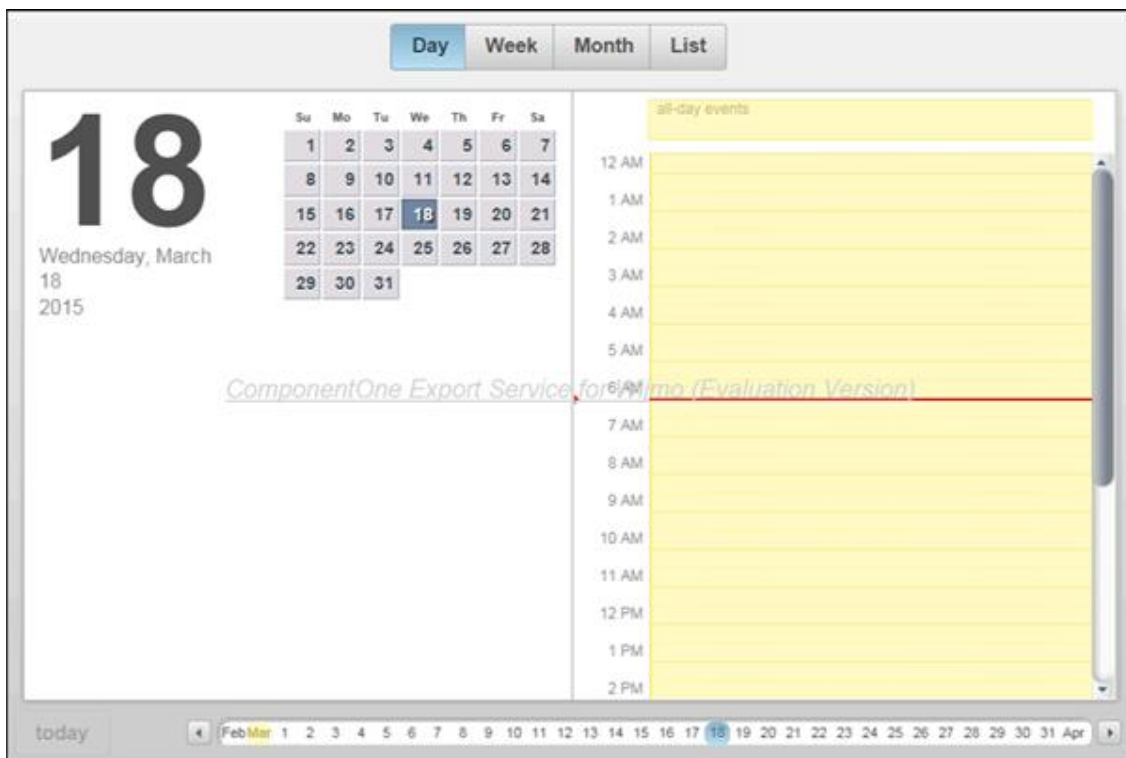 Day Week Month List
18
Wednesday, March
18
2015
Su Mo Tu We Th Fr Sa
1 2 3 4 5 6 7
8 9 10 11 12 13 14
15 16 17 18 19 20 21
22 23 24 25 26 27 28
29 30 31
all-day events
12 AM
1 AM
2 AM
3 AM
4 AM
5 AM
6 AM
ComponentOne Export Service for Wijmo (Evaluation Version)
7 AM
8 AM
9 AM
10 AM
11 AM
12 PM
1 PM
2 PM
today Feb Mar 1 2 3 4 5 6 7 8 9 10 11 12 13 14 15 16 17 18 19 20 21 22 23 24 25 26 27 28 29 30 31 Apr